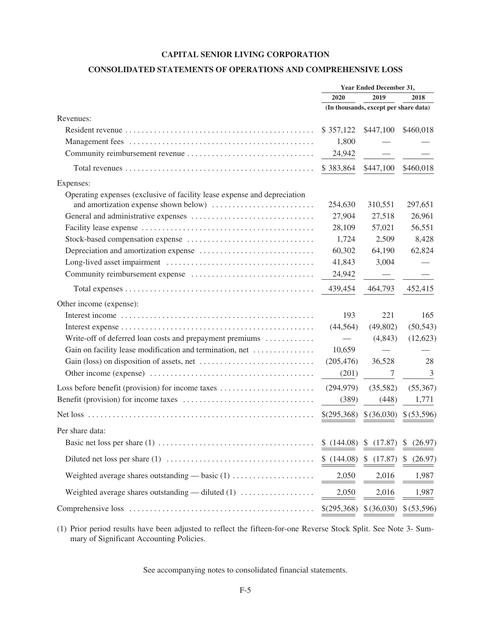 CAPITAL SENIOR LIVING CORPORATION
CONSOLIDATED STATEMENTS OF OPERATIONS AND COMPREHENSIVE LOSS
Year Ended December 31,
2020 2019 2018
(In thousands, except per share data)
Revenues:
Resident revenue $ 357,122 $447,100 $460,018
Management fees 1,800 — —
Community reimbursement revenue 24,942 — —
Total revenues $ 383,864 $447,100 $460,018
Expenses:
Operating expenses (exclusive of facility lease expense and depreciation
and amortization expense shown below) 254,630 310,551 297,651
General and administrative expenses 27,904 27,518 26,961
Facility lease expense 28,109 57,021 56,551
Stock-based compensation expense 1,724 2,509 8,428
Depreciation and amortization expense 60,302 64,190 62,824
Long-lived asset impairment 41,843 3,004 —
Community reimbursement expense 24,942 — —
Total expenses 439,454 464,793 452,415
Other income (expense):
Interest income 193 221 165
Interest expense (44,564) (49,802) (50,543)
Write-off of deferred loan costs and prepayment premiums — (4,843) (12,623)
Gain on facility lease modification and termination, net 10,659 — —
Gain (loss) on disposition of assets, net (205,476) 36,528 28
Other income (expense) (201) 7 3
Loss before benefit (provision) for income taxes (294,979) (35,582) (55,367)
Benefit (provision) for income taxes (389) (448) 1,771
Net loss $(295,368) $(36,030) $(53,596)
Per share data:
Basic net loss per share (1) $ (144.08) $ (17.87) $ (26.97)
Diluted net loss per share (1) $ (144.08) $ (17.87) $ (26.97)
Weighted average shares outstanding — basic (1) 2,050 2,016 1,987
Weighted average shares outstanding — diluted (1) 2,050 2,016 1,987
Comprehensive loss $(295,368) $(36,030) $(53,596)
(1) Prior period results have been adjusted to reflect the fifteen-for-one Reverse Stock Split. See Note 3- Sum-
mary of Significant Accounting Policies.
See accompanying notes to consolidated financial statements.
F-5